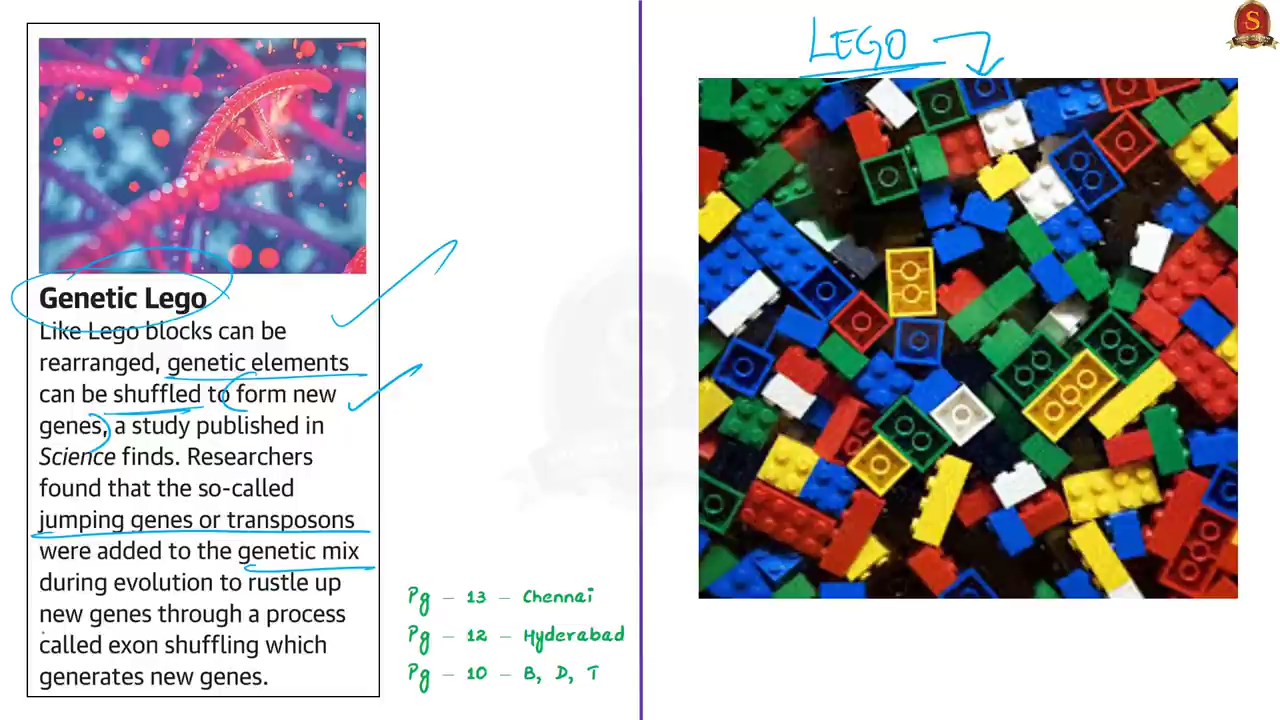 Genetic Lego
Like Lego blocks can be
rearranged, genetic elements
can be shuffled to form new
genes, a study published in
Science finds. Researchers
found that the so-called
jumping genes or transposons
were added to the genetic mix
during evolution to rustle up
new genes through a process
called exon shuffling which
generates new genes.
Pg - 13 - Chennai
Pg - 12 - Hyderabad
Pg - 10 - B, D, T
LEGO
S
S